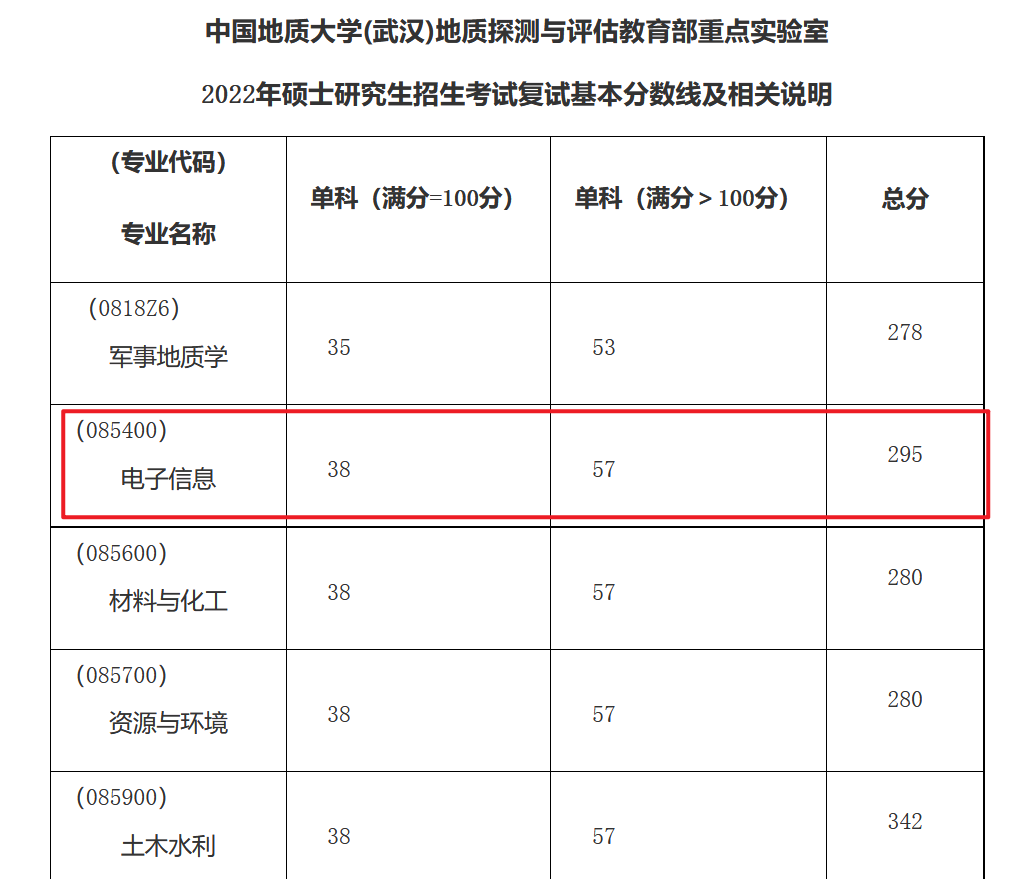 中国地质大学(武汉)地质探测与评估教育部重点实验室
2022年硕士研究生招生考试复试基本分数线及相关说明
(专业代码)
专业名称
单科（满分=100分）
单科（满分＞100分）
总分
(0818Z6)
军事地质学
35
53
278
(085400)
电子信息
38
57
295
(085600)
材料与化工
38
57
280
(085700)
资源与环境
38
57
280
(085900)
土木水利
38
57
342